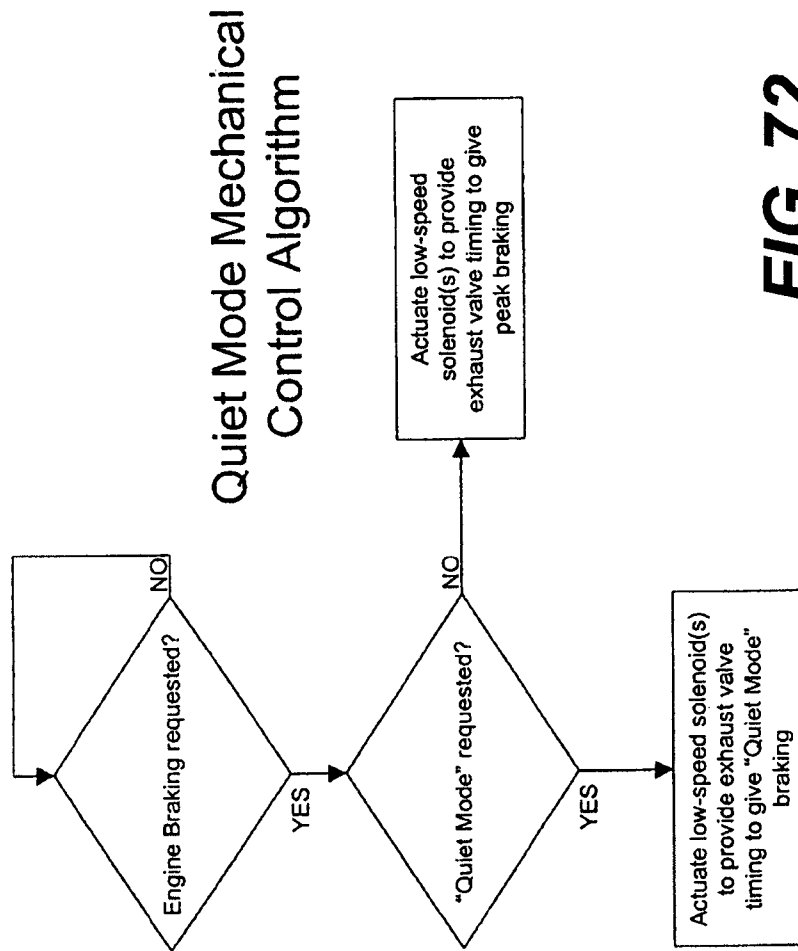 Quiet Mode Mechanical
Control Algorithm
Engine Braking requested?
NO
YES
“Quiet Mode” requested?
NO
YES
Actuate low-speed
solenoid(s) to provide
exhaust valve timing to give
peak braking
Actuate low-speed solenoid(s)
to provide exhaust valve
timing to give “Quiet Mode”
braking
FIG. 72